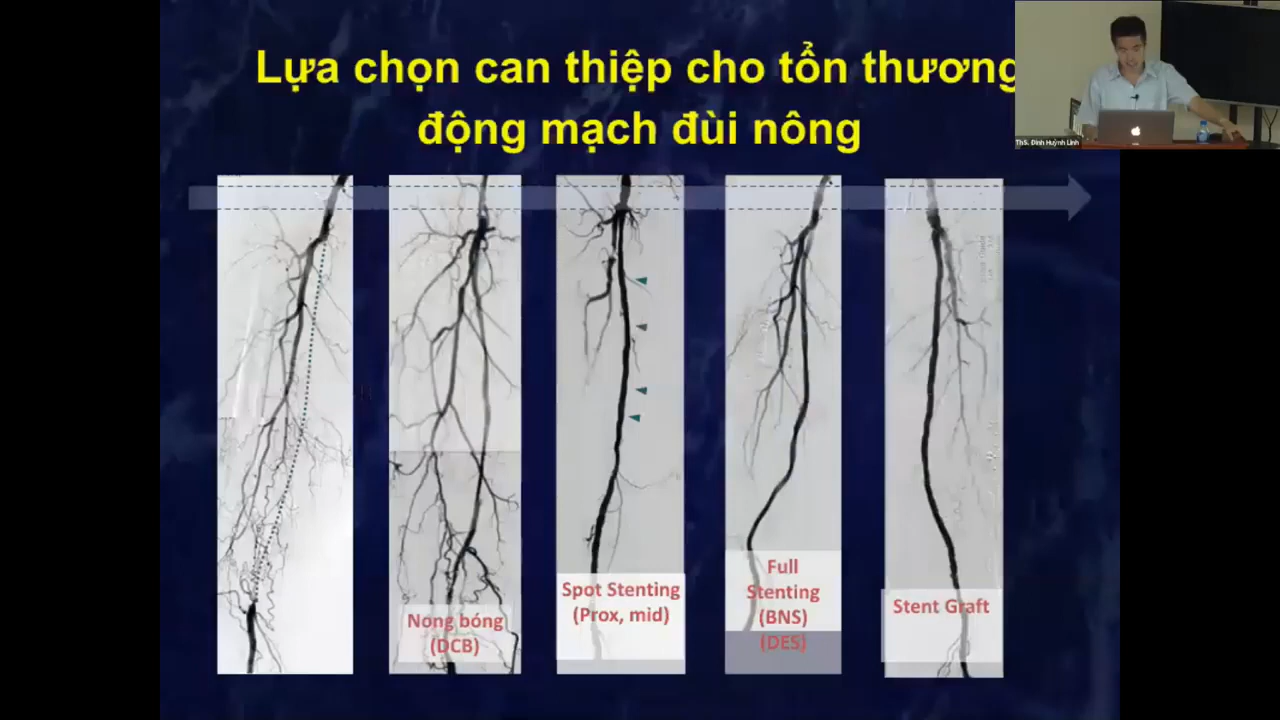 Lựa chọn can thiệp cho tổn thương
động mạch đùi nông
ThS. Đinh Huỳnh Linh
Nong bóng
(DCB)
Spot Stenting
(Prox, mid)
Full
Stenting
(BNS)
(DES)
Stent Graft